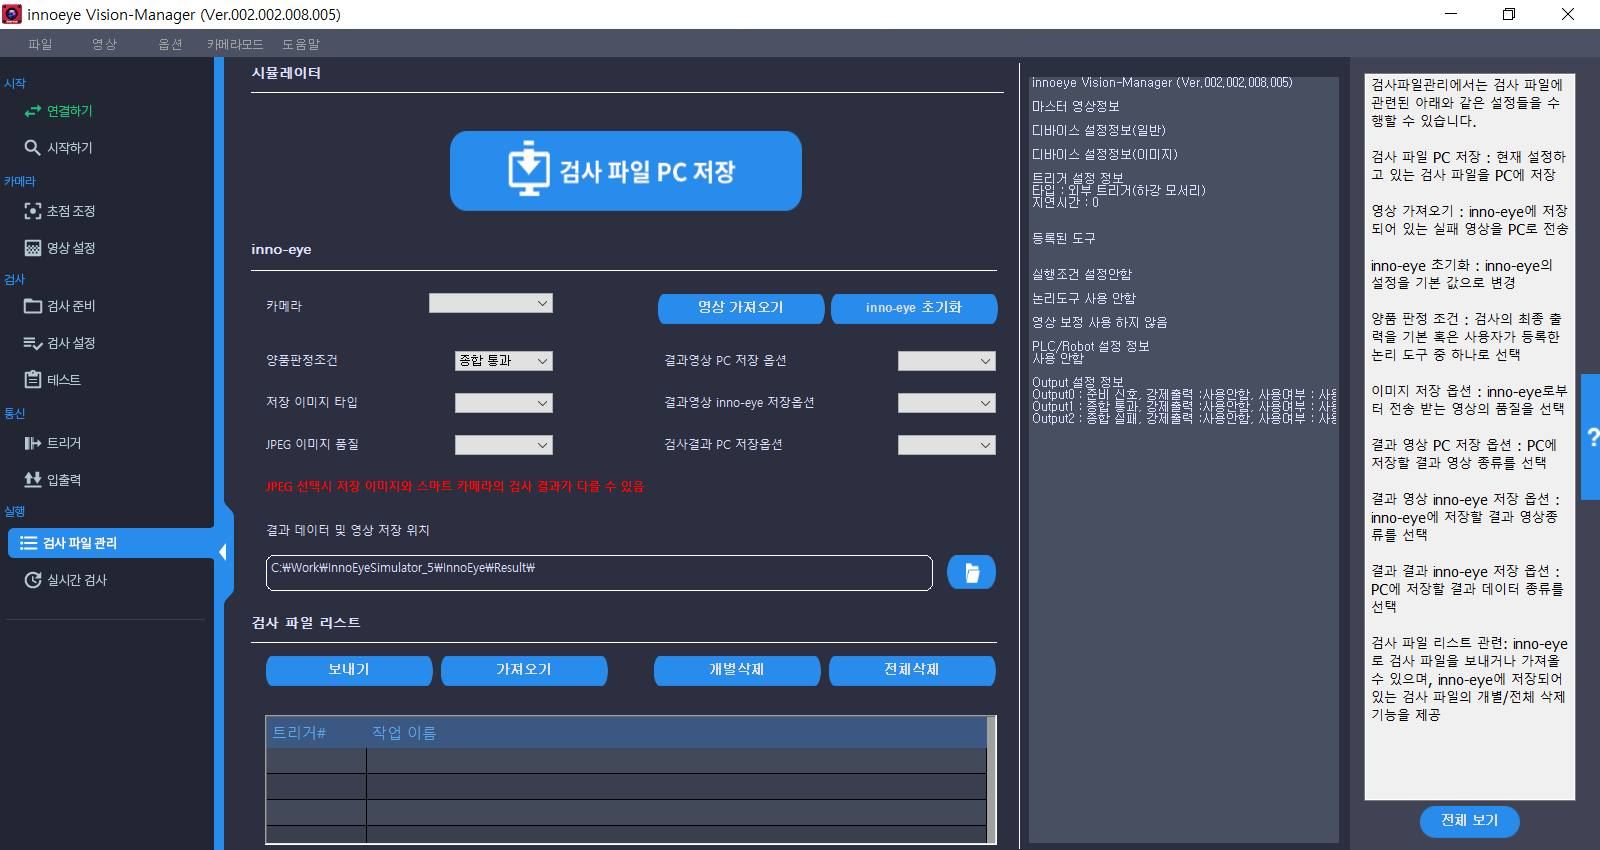 innoeye Vision-Manager (Ver.002.002.008.005)
파일 영상 옵션 카메라모드 도움말
시작
연결하기
시작하기
카메라
초점 조정
영상 설정
검사
검사 준비
검사 설정
테스트
통신
트리거
입출력
실행
검사 파일 관리
실시간 검사
시뮬레이터
검사 파일 PC 저장
inno-eye
카메라
영상 가져오기
inno-eye 초기화
양품판정조건
종합 통과
결과영상 PC 저장 옵션
저장 이미지 타입
결과영상 inno-eye 저장옵션
JPEG 이미지 품질
검사결과 PC 저장옵션
JPEG 선택시 저장 이미지와 스마트 카메라의 검사 결과가 다를 수 있음
결과 데이터 및 영상 저장 위치
C:₩Work₩InnoEyeSimulator_5₩InnoEye₩Result₩
검사 파일 리스트
보내기
가져오기
개별삭제
전체삭제
트리거# 작업 이름
innoeye Vision-Manager (Ver.002.002.008.005)
마스터 영상정보
디바이스 설정정보(일반)
디바이스 설정정보(이미지)
트리거 설정 정보
타입 : 외부 트리거(하강 모서리)
지연시간 : 0
등록된 도구
실행조건 설정안함
논리도구 사용 안함
영상 보정 사용 하지 않음
PLC/Robot 설정 정보
사용 안함
Output 설정 정보
Output0 : 준비 신호, 강제출력 :사용안함, 사용여부 : 사용
Output1 : 종합 통과, 강제출력 :사용안함, 사용여부 : 사용
Output2 : 종합 실패, 강제출력 :사용안함, 사용여부 : 사용
검사파일관리에서는 검사 파일에
관련된 아래와 같은 설정들을 수
행할 수 있습니다.
검사 파일 PC 저장 : 현재 설정하
고 있는 검사 파일을 PC에 저장
영상 가져오기 : inno-eye에 저장
되어 있는 실패 영상을 PC로 전송
inno-eye 초기화 : inno-eye의
설정을 기본 값으로 변경
양품 판정 조건 : 검사의 최종 출
력을 기본 혹은 사용자가 등록한
논리 도구 중 하나로 선택
이미지 저장 옵션 : inno-eye로부
터 전송 받는 영상의 품질을 선택
결과 영상 PC 저장 옵션 : PC에
저장할 결과 영상 종류를 선택
결과 영상 inno-eye 저장 옵션 :
inno-eye에 저장할 결과 영상종
류를 선택
결과 결과 inno-eye 저장 옵션 :
PC에 저장할 결과 데이터 종류를
선택
검사 파일 리스트 관련: inno-eye
로 검사 파일을 보내거나 가져올
수 있으며, inno-eye에 저장되어
있는 검사 파일의 개별/전체 삭제
기능을 제공
전체 보기
?